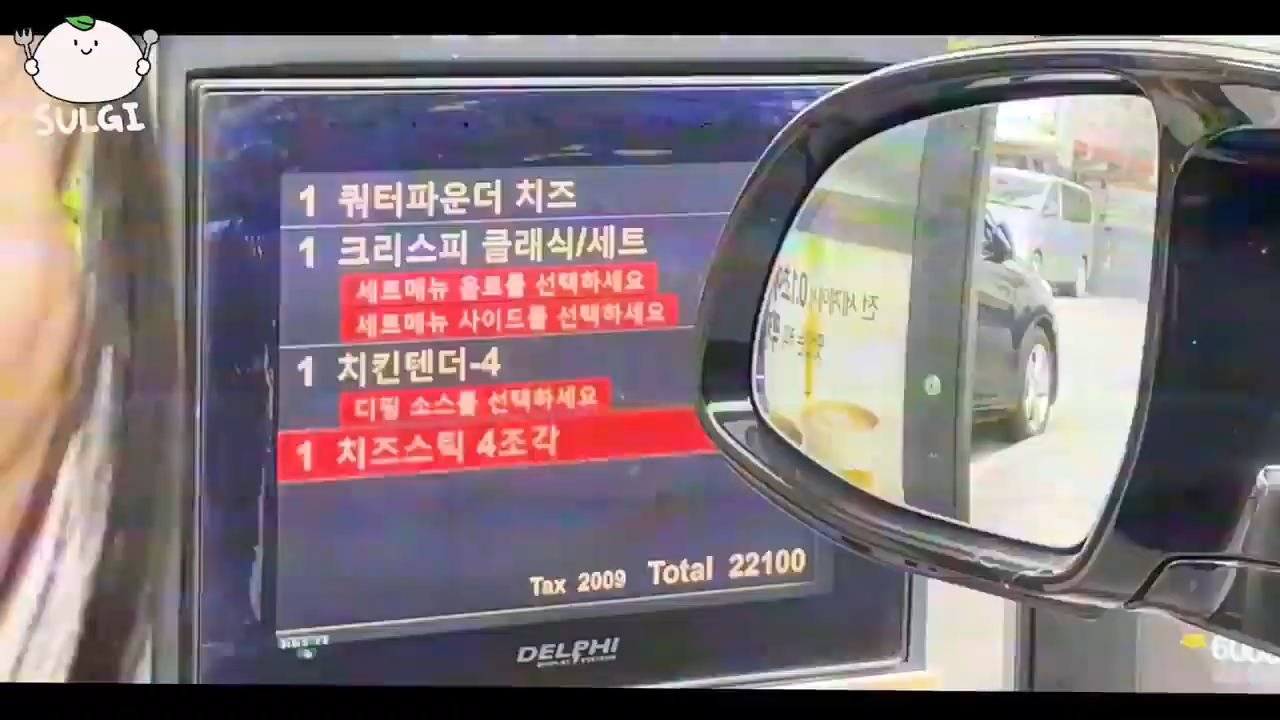 SULGI
1 쿼터파운더 치즈
1 크리스피 클래식/세트
세트메뉴 음료를 선택하세요
세트메뉴 사이드를 선택하세요
1 치킨텐더-4
디핑 소스를 선택하세요
1 치즈스틱 4조각
Tax 2009 Total 22100
DELPHI